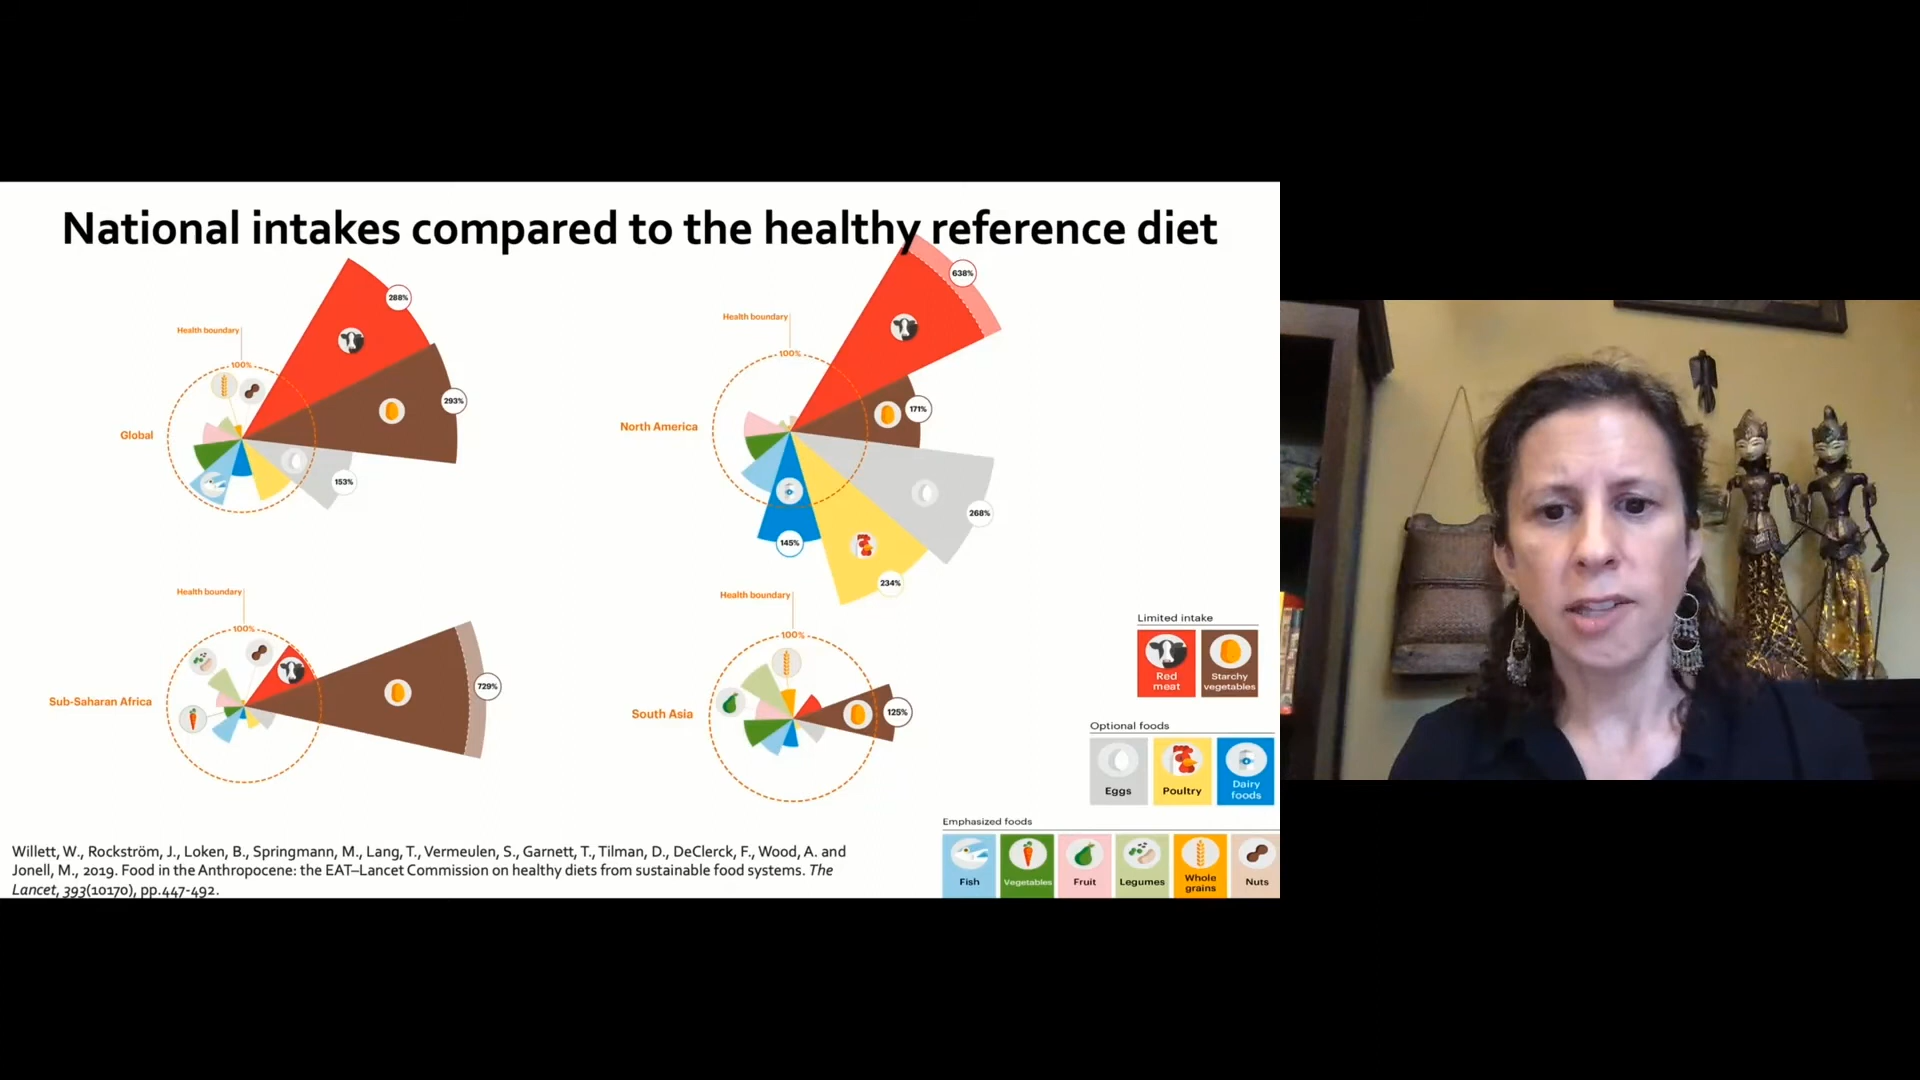 National intakes compared to the healthy reference diet
Health boundary
100%
288%
293%
153%
Global
Health boundary
100%
638%
171%
268%
234%
145%
North America
Health boundary
100%
729%
Sub-Saharan Africa
Health boundary
100%
125%
South Asia
Limited intake
Red
meat
Starchy
vegetables
Optional foods
Eggs
Poultry
Dairy
foods
Emphasized foods
Fish
Vegetables
Fruit
Legumes
Whole
grains
Nuts
Willett, W., Rockström, J., Loken, B., Springmann, M., Lang, T., Vermeulen, S., Garnett, T., Tilman, D., DeClerck, F., Wood, A. and
Jonell, M., 2019. Food in the Anthropocene: the EAT–Lancet Commission on healthy diets from sustainable food systems. The
Lancet, 393(10170), pp.447-492.